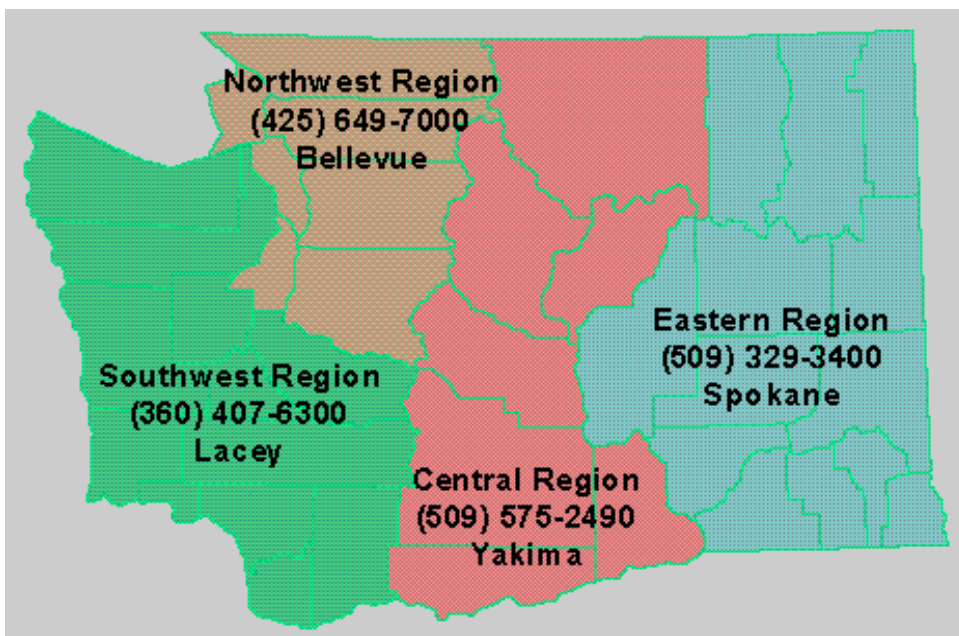 Northwest Region
(425) 649-7000
Bellevue
Eastern Region
(509) 329-3400
Spokane
Southwest Region
(360) 407-6300
Lacey
Central Region
(509) 575-2490
Yakima